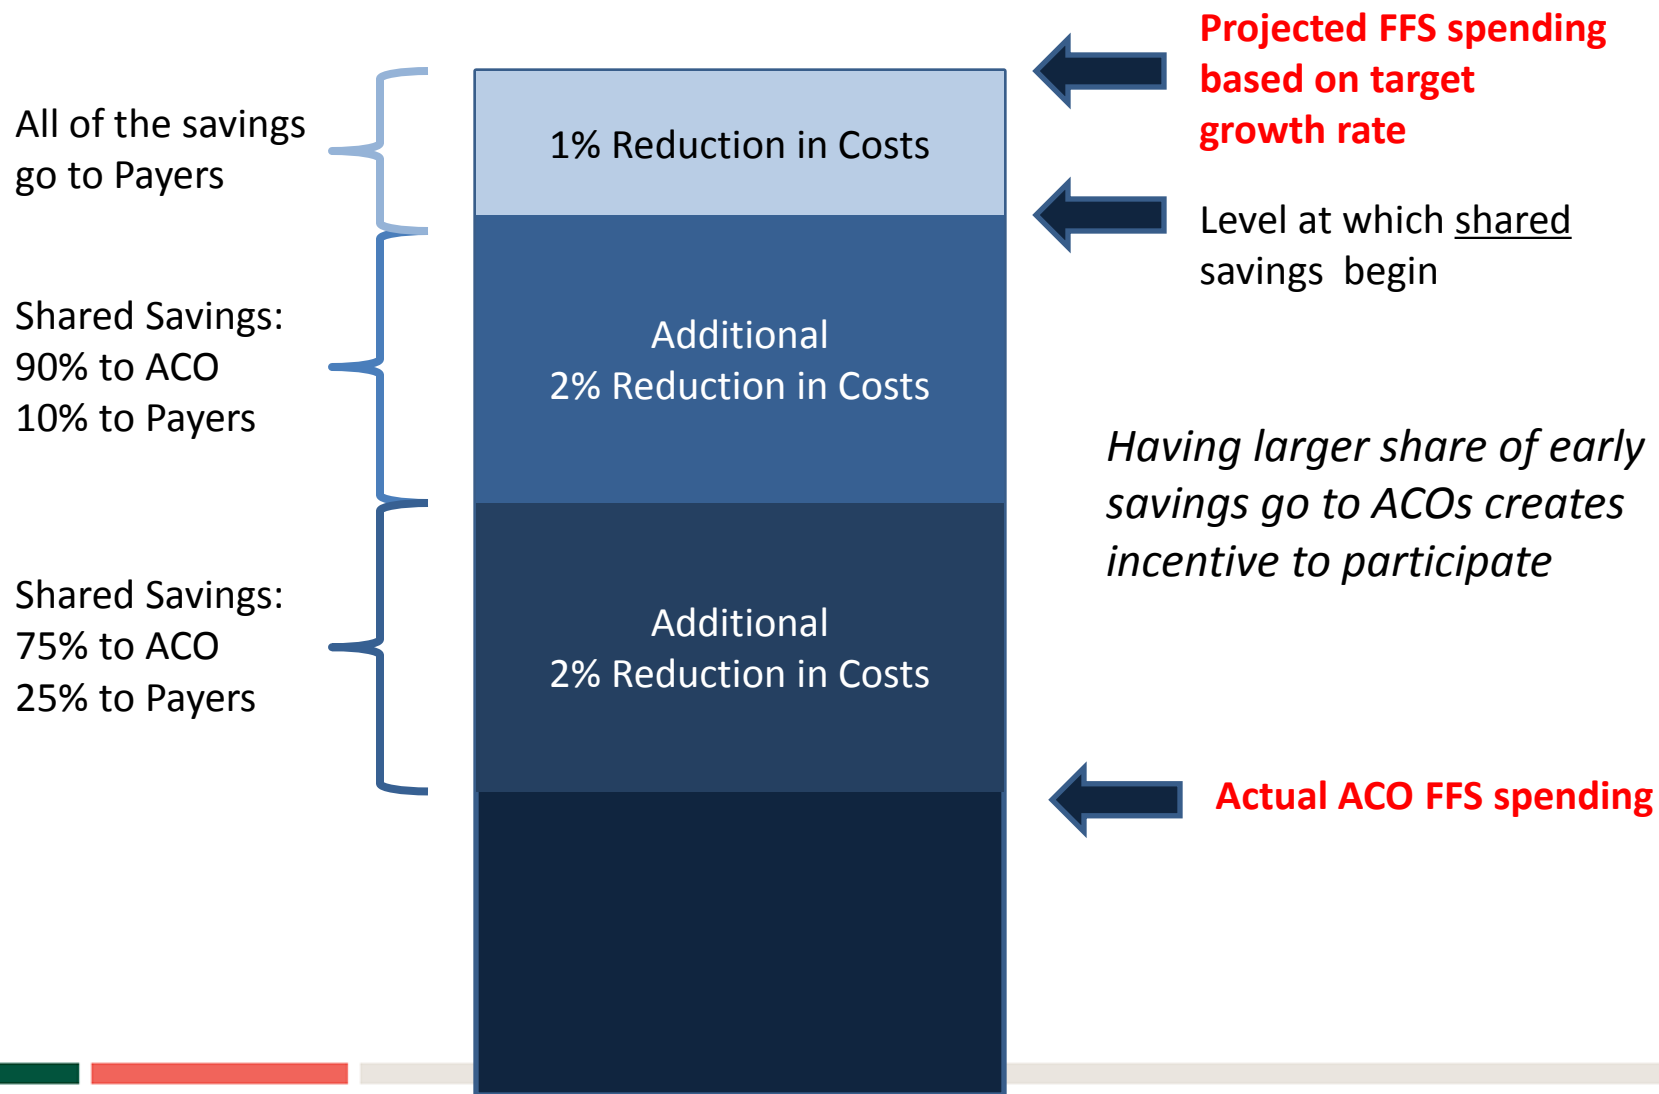 All of the savings
go to Payers
Shared Savings:
90% to ACO
10% to Payers
Shared Savings:
75% to ACO
25% to Payers
1% Reduction in Costs
Additional
2% Reduction in Costs
Additional
2% Reduction in Costs
Projected FFS spending
based on target
growth rate
Level at which shared
savings begin
Having larger share of early
savings go to ACOs creates
incentive to participate
Actual ACO FFS spending